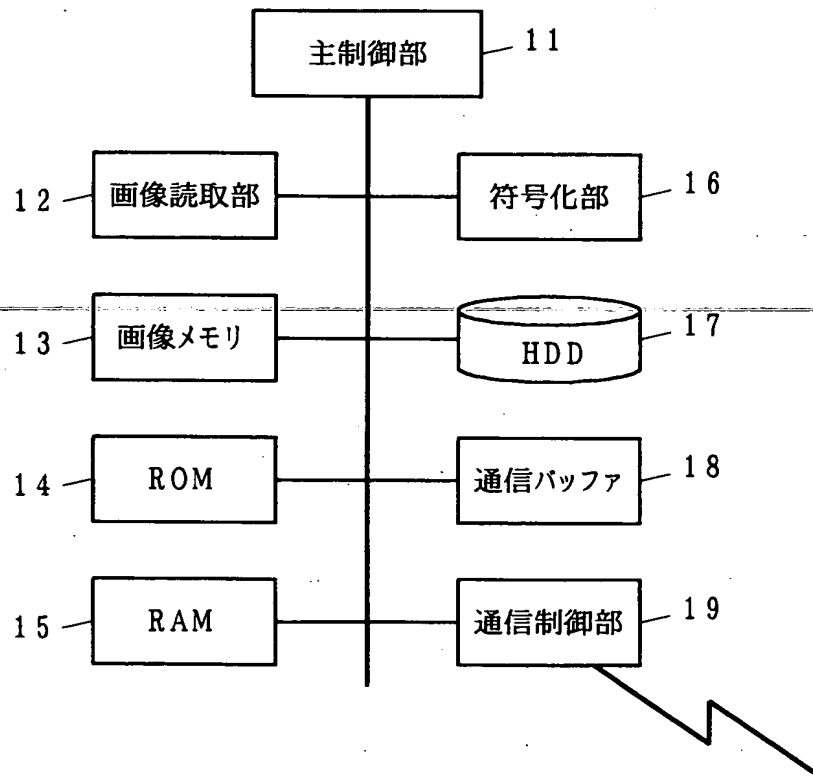 主制御部 11
12 画像読取部
符号化部 16
13 画像メモリ
HDD 17
14 ROM
通信バッファ 18
15 RAM
通信制御部 19